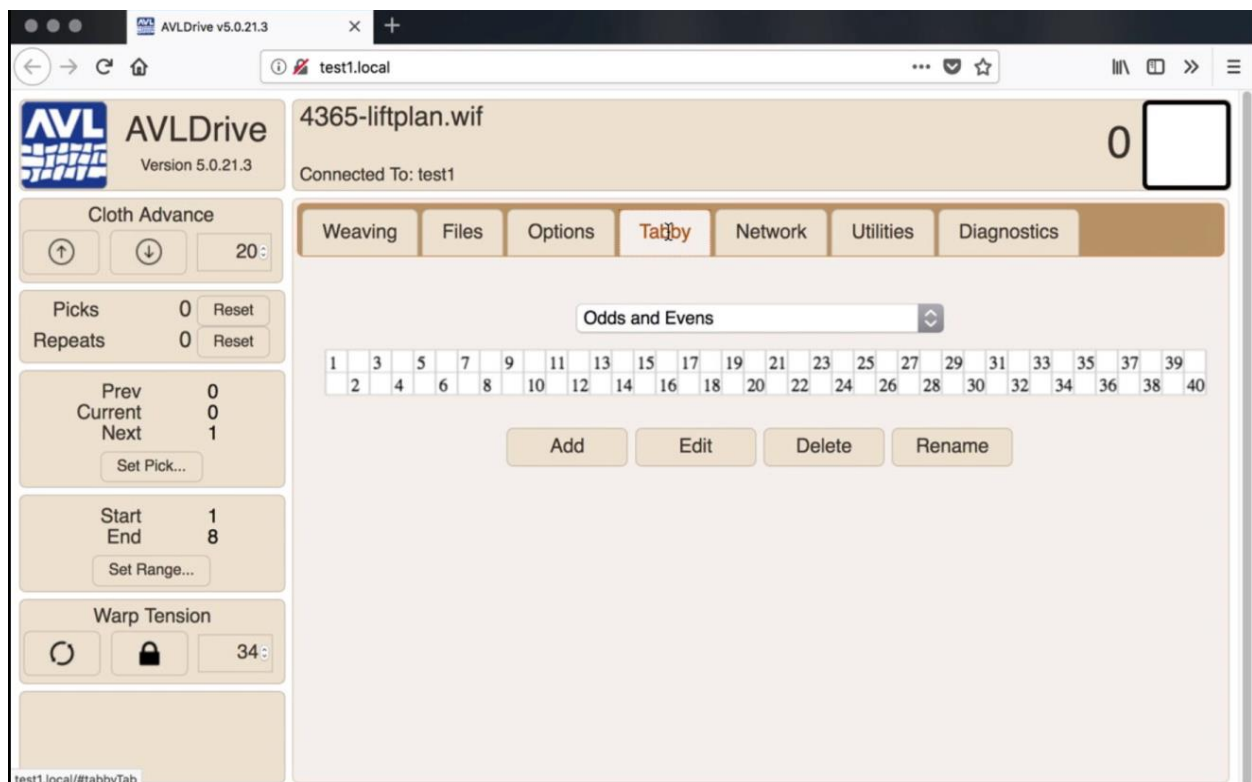 AVLDrive v5.0.21.3
test1.local
AVL
AVLDrive
Version 5.0.21.3
4365-liftplan.wif
Connected To: test1
0
Cloth Advance
20
Picks 0 Reset
Repeats 0 Reset
Prev 0
Current 0
Next 1
Set Pick...
Start 1
End 8
Set Range...
Warp Tension
34
Weaving Files Options Tabby Network Utilities Diagnostics
Odds and Evens
1 3 5 7 9 11 13 15 17 19 21 23 25 27 29 31 33 35 37 39
2 4 6 8 10 12 14 16 18 20 22 24 26 28 30 32 34 36 38 40
Add Edit Delete Rename
test1.local/#tabbyTab